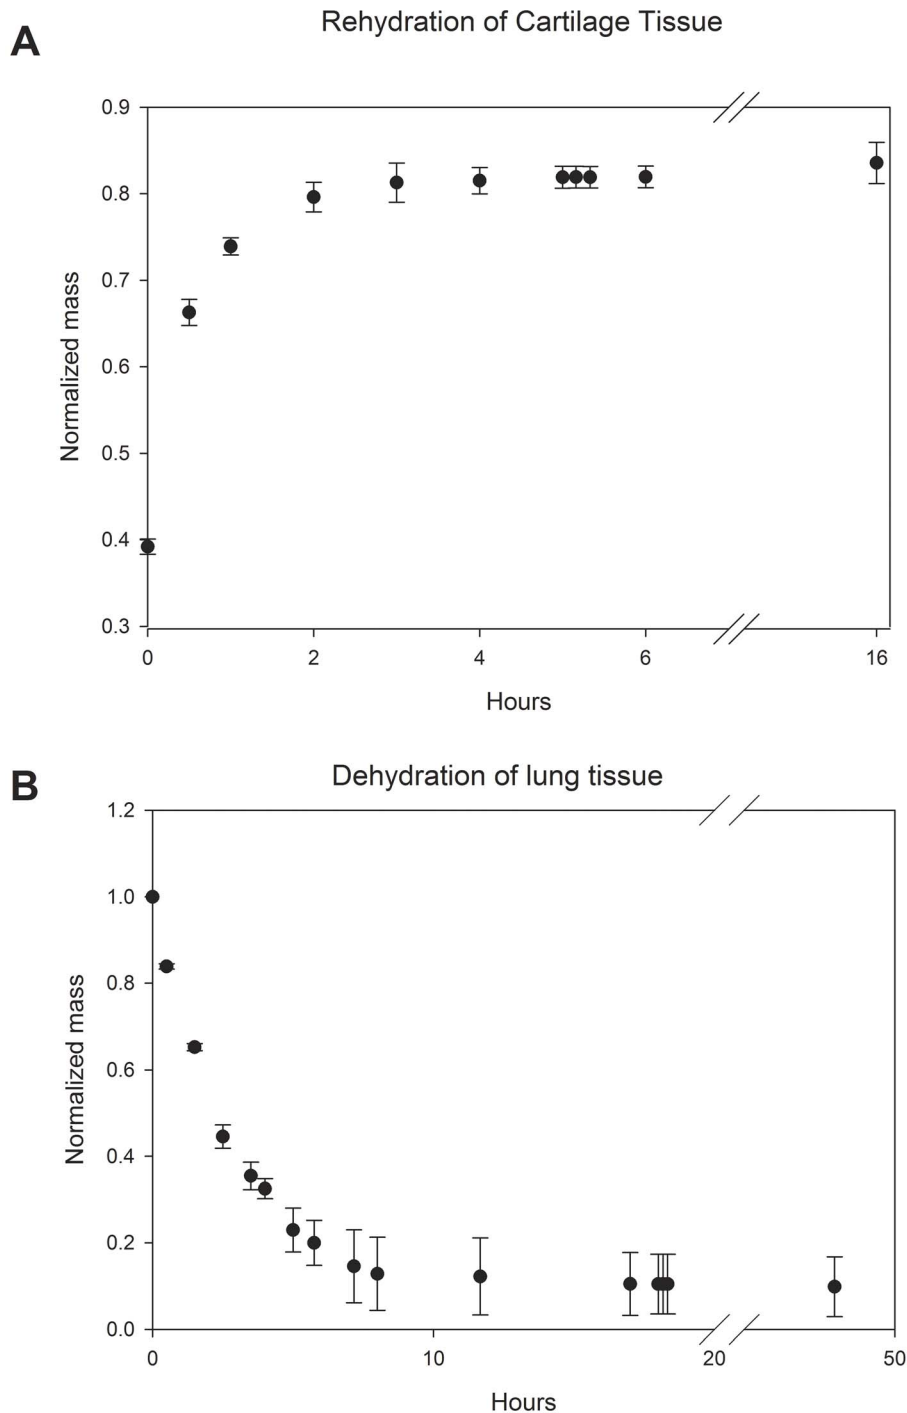 A
Rehydration of Cartilage Tissue
0.9
0.8
0.7
0.6
0.5
0.4
0.3
Normalized mass
0 2 4 6 16
Hours
B
Dehydration of lung tissue
1.2
1.0
0.8
0.6
0.4
0.2
0.0
Normalized mass
0 10 20 50
Hours